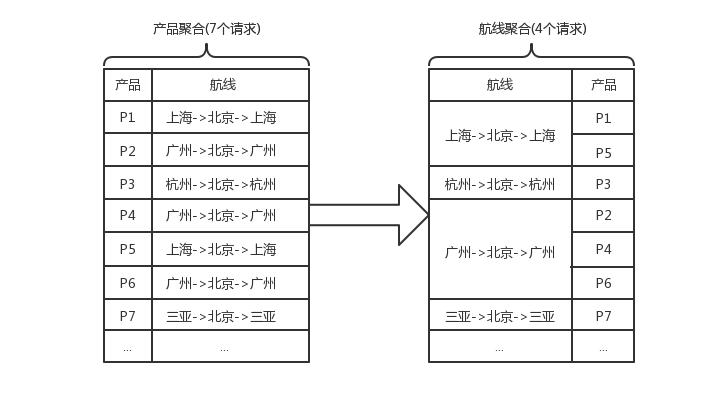 产品聚合(7个请求)
产品 航线
P1 上海->北京->上海
P2 广州->北京->广州
P3 杭州->北京->杭州
P4 广州->北京->广州
P5 上海->北京->上海
P6 广州->北京->广州
P7 三亚->北京->三亚
... ...
航线聚合(4个请求)
航线 产品
上海->北京->上海
P1
P5
杭州->北京->杭州 P3
广州->北京->广州
P2
P4
P6
三亚->北京->三亚 P7
... ...